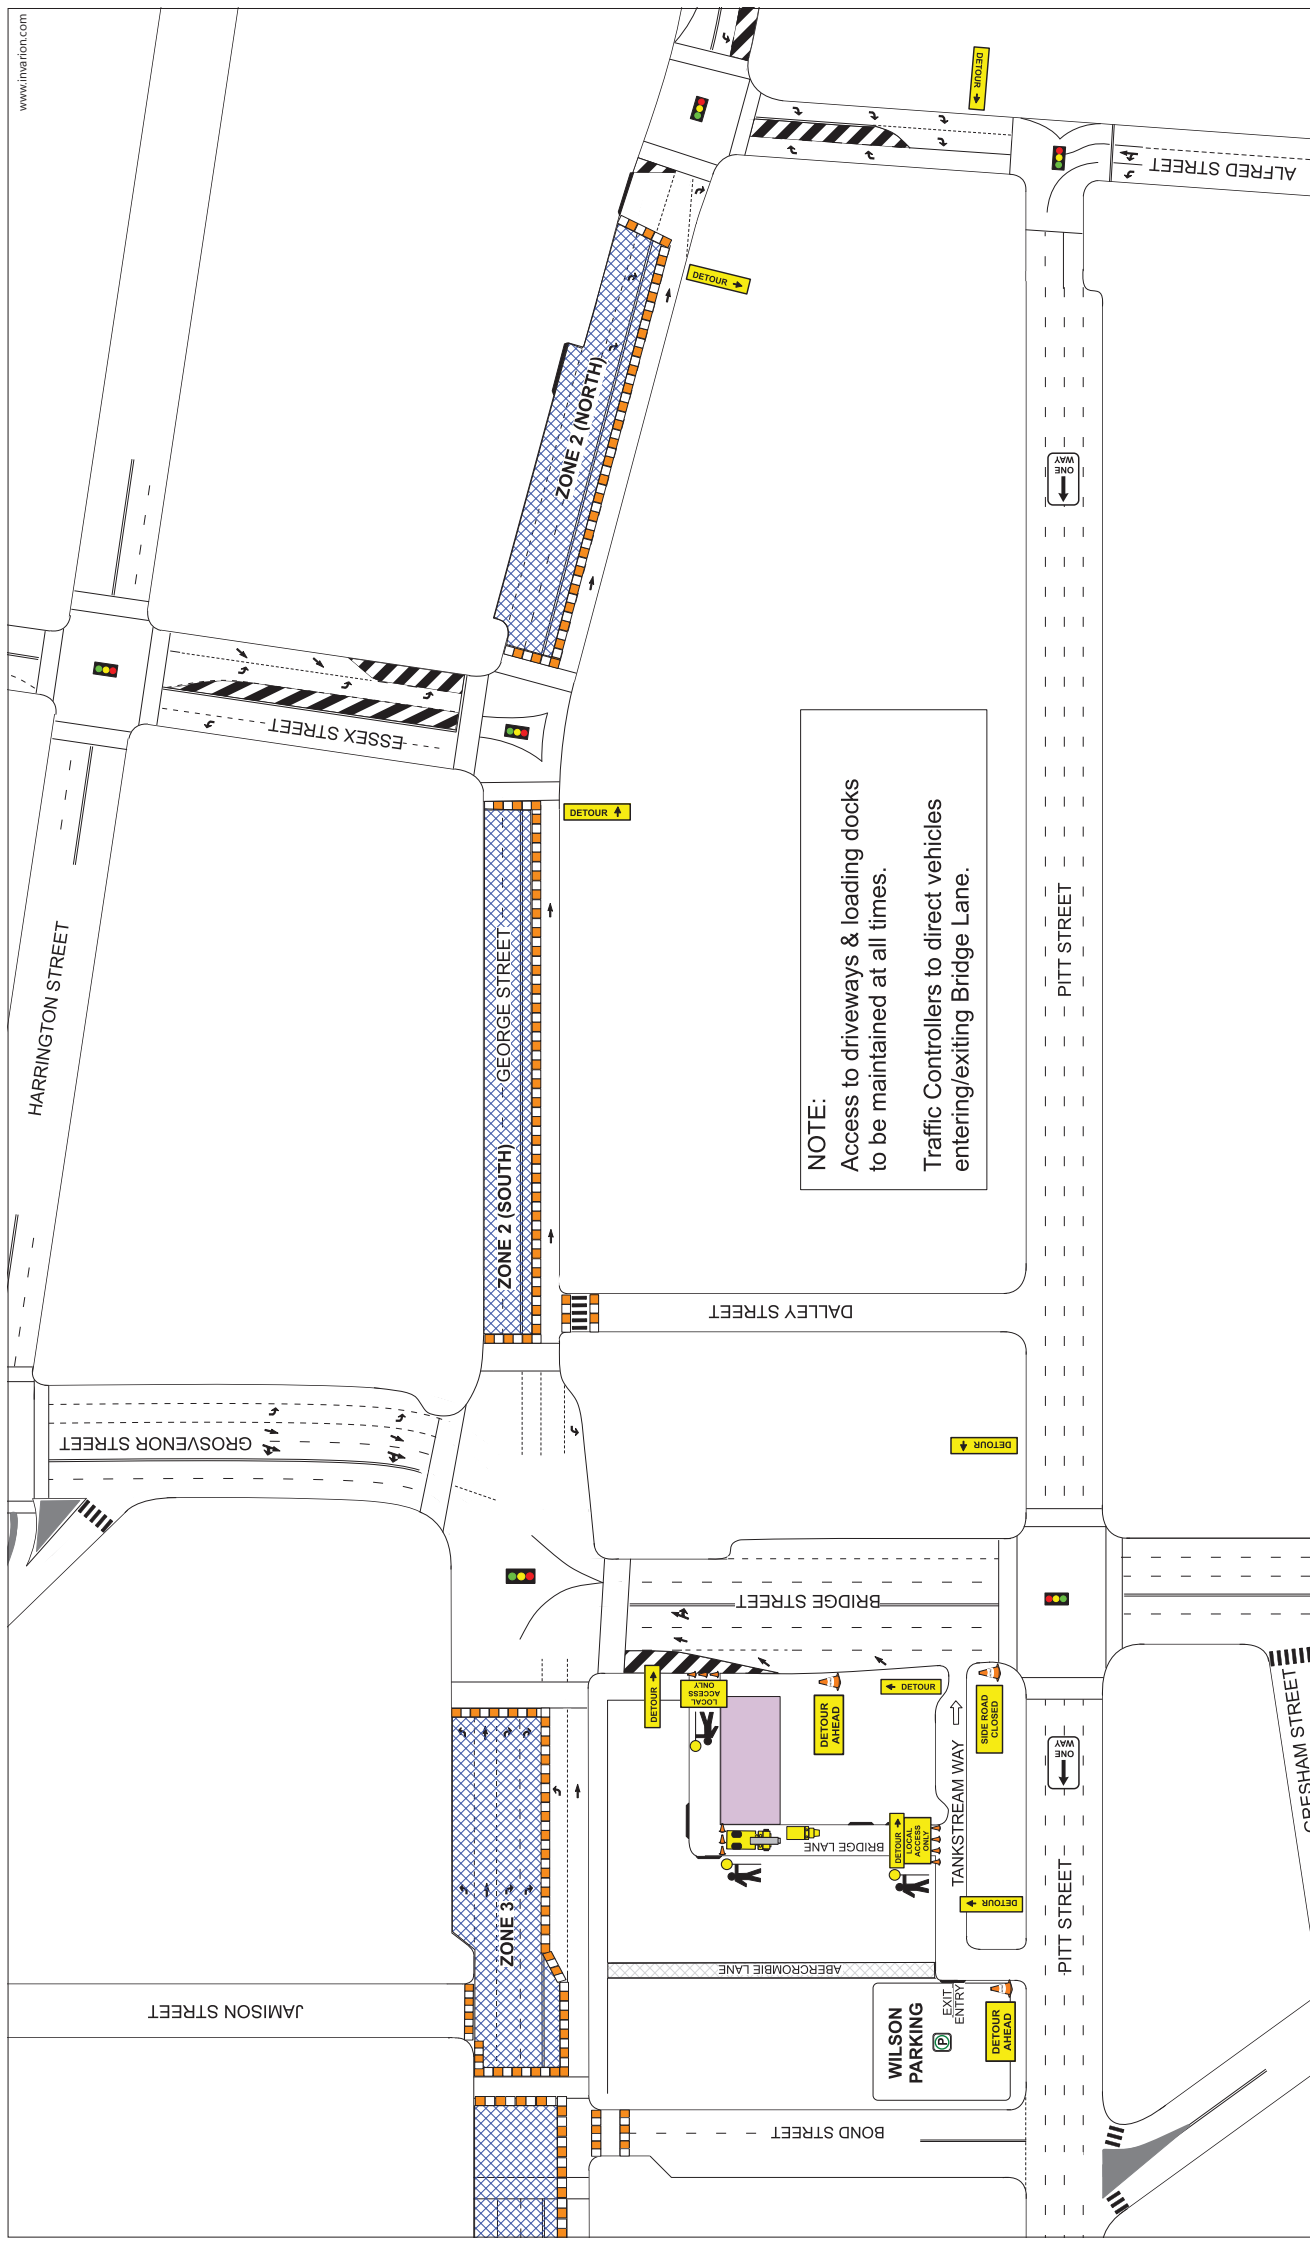 www.invarion.com
DETOUR
ALFRED STREET
DETOUR
ZONE 2 (NORTH)
ONE
WAY
ESSEX STREET
DETOUR
HARRINGTON STREET
GEORGE STREET
ZONE 2 (SOUTH)
NOTE:
Access to driveways & loading docks
to be maintained at all times.
Traffic Controllers to direct vehicles
entering/exiting Bridge Lane.
PITT STREET
DALLEY STREET
GROSVENOR STREET
DETOUR
BRIDGE STREET
DETOUR
LOCAL
ACCESS
ONLY
DETOUR
AHEAD
DETOUR
SIDE ROAD
CLOSED
ONE
WAY
GRESHAM STREET
TANKSTREAM WAY
BRIDGE LANE
DETOUR
LOCAL
ACCESS
ONLY
DETOUR
PITT STREET
ZONE 3
ABERCROMBIE LANE
JAMISON STREET
WILSON
PARKING
P
EXIT
ENTRY
DETOUR
AHEAD
BOND STREET